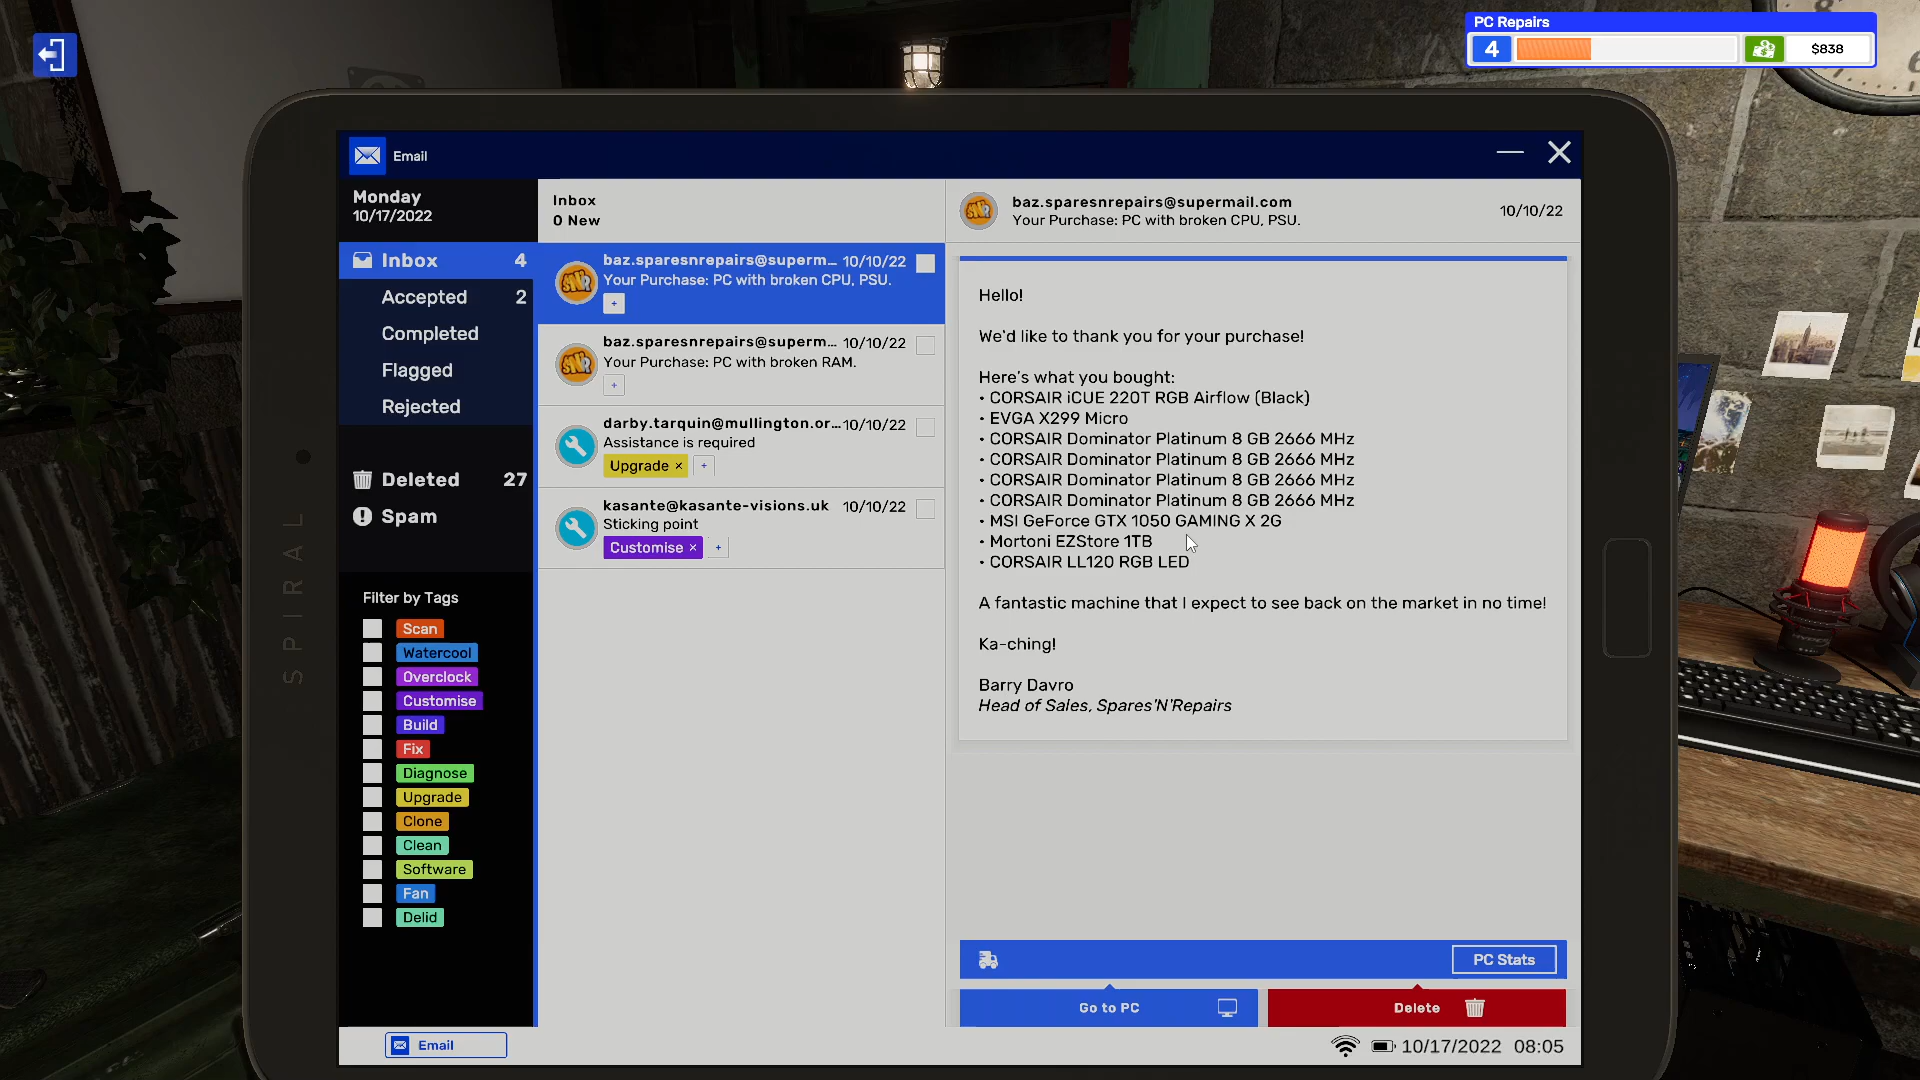 PC Repairs
4
$838
Email
Monday
10/17/2022
Inbox 4
Accepted 2
Completed
Flagged
Rejected
Deleted 27
Spam
Filter by Tags
Scan
Watercool
Overclock
Customise
Build
Fix
Diagnose
Upgrade
Clone
Clean
Software
Fan
Delid
Inbox
0 New
baz.sparesnrepairs@superm... 10/10/22
Your Purchase: PC with broken CPU, PSU.
+
baz.sparesnrepairs@superm... 10/10/22
Your Purchase: PC with broken RAM.
+
darby.tarquin@mullington.or... 10/10/22
Assistance is required
Upgrade × +
kasante@kasante-visions.uk 10/10/22
Sticking point
Customise × +
baz.sparesnrepairs@supermail.com
Your Purchase: PC with broken CPU, PSU.
10/10/22
Hello!
We'd like to thank you for your purchase!
Here's what you bought:
• CORSAIR iCUE 220T RGB Airflow (Black)
• EVGA X299 Micro
• CORSAIR Dominator Platinum 8 GB 2666 MHz
• CORSAIR Dominator Platinum 8 GB 2666 MHz
• CORSAIR Dominator Platinum 8 GB 2666 MHz
• CORSAIR Dominator Platinum 8 GB 2666 MHz
• MSI GeForce GTX 1050 GAMING X 2G
• Mortoni EZStore 1TB
• CORSAIR LL120 RGB LED
A fantastic machine that I expect to see back on the market in no time!
Ka-ching!
Barry Davro
Head of Sales, Spares'N'Repairs
PC Stats
Go to PC
Delete
Email
10/17/2022 08:05
SPIRAL
SNR
SNR
SNR